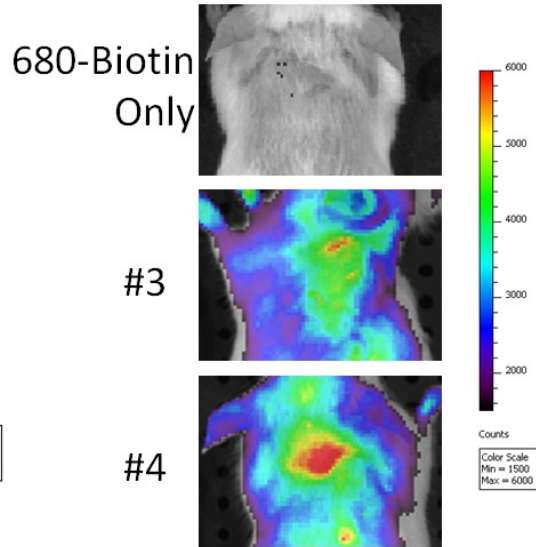 680-Biotin
Only
#3
#4
6000
5000
4000
3000
2000
Counts
Color Scale
Min = 1500
Max = 6000